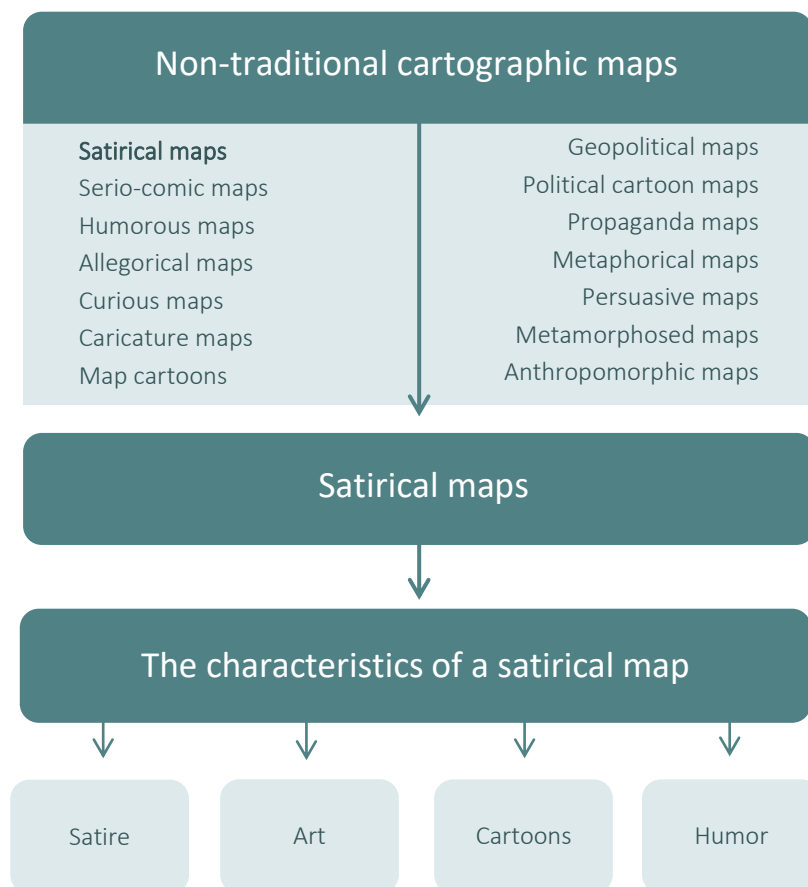 Non-traditional cartographic maps
Satirical maps
Serio-comic maps
Humorous maps
Allegorical maps
Curious maps
Caricature maps
Map cartoons
Geopolitical maps
Political cartoon maps
Propaganda maps
Metaphorical maps
Persuasive maps
Metamorphosed maps
Anthropomorphic maps
Satirical maps
The characteristics of a satirical map
Satire
Art
Cartoons
Humor